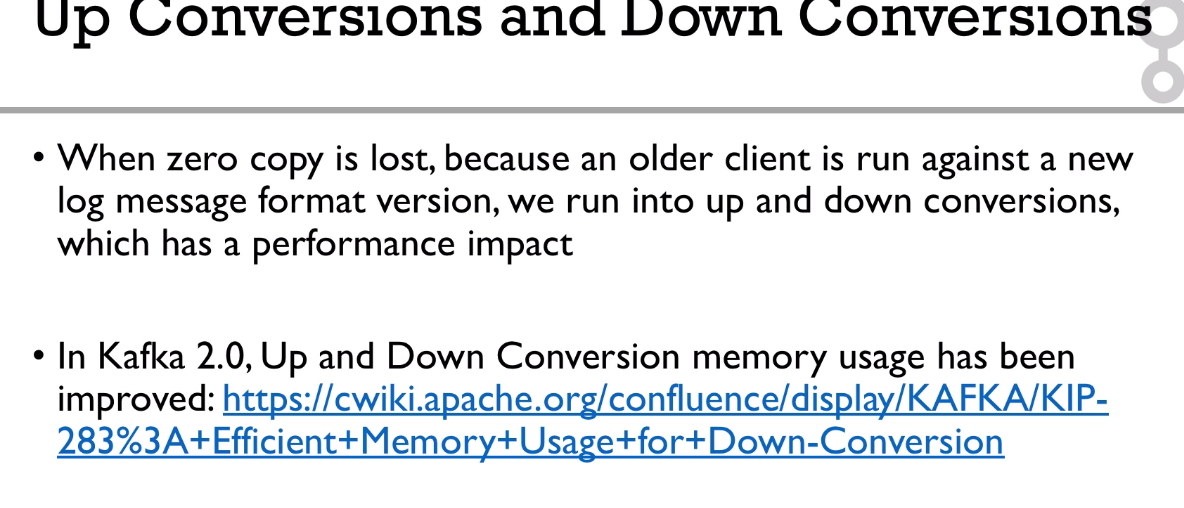 Up Conversions and Down Conversions
• When zero copy is lost, because an older client is run against a new
log message format version, we run into up and down conversions,
which has a performance impact
• In Kafka 2.0, Up and Down Conversion memory usage has been
improved: https://cwiki.apache.org/confluence/display/KAFKA/KIP-
283%3A+Efficient+Memory+Usage+for+Down-Conversion